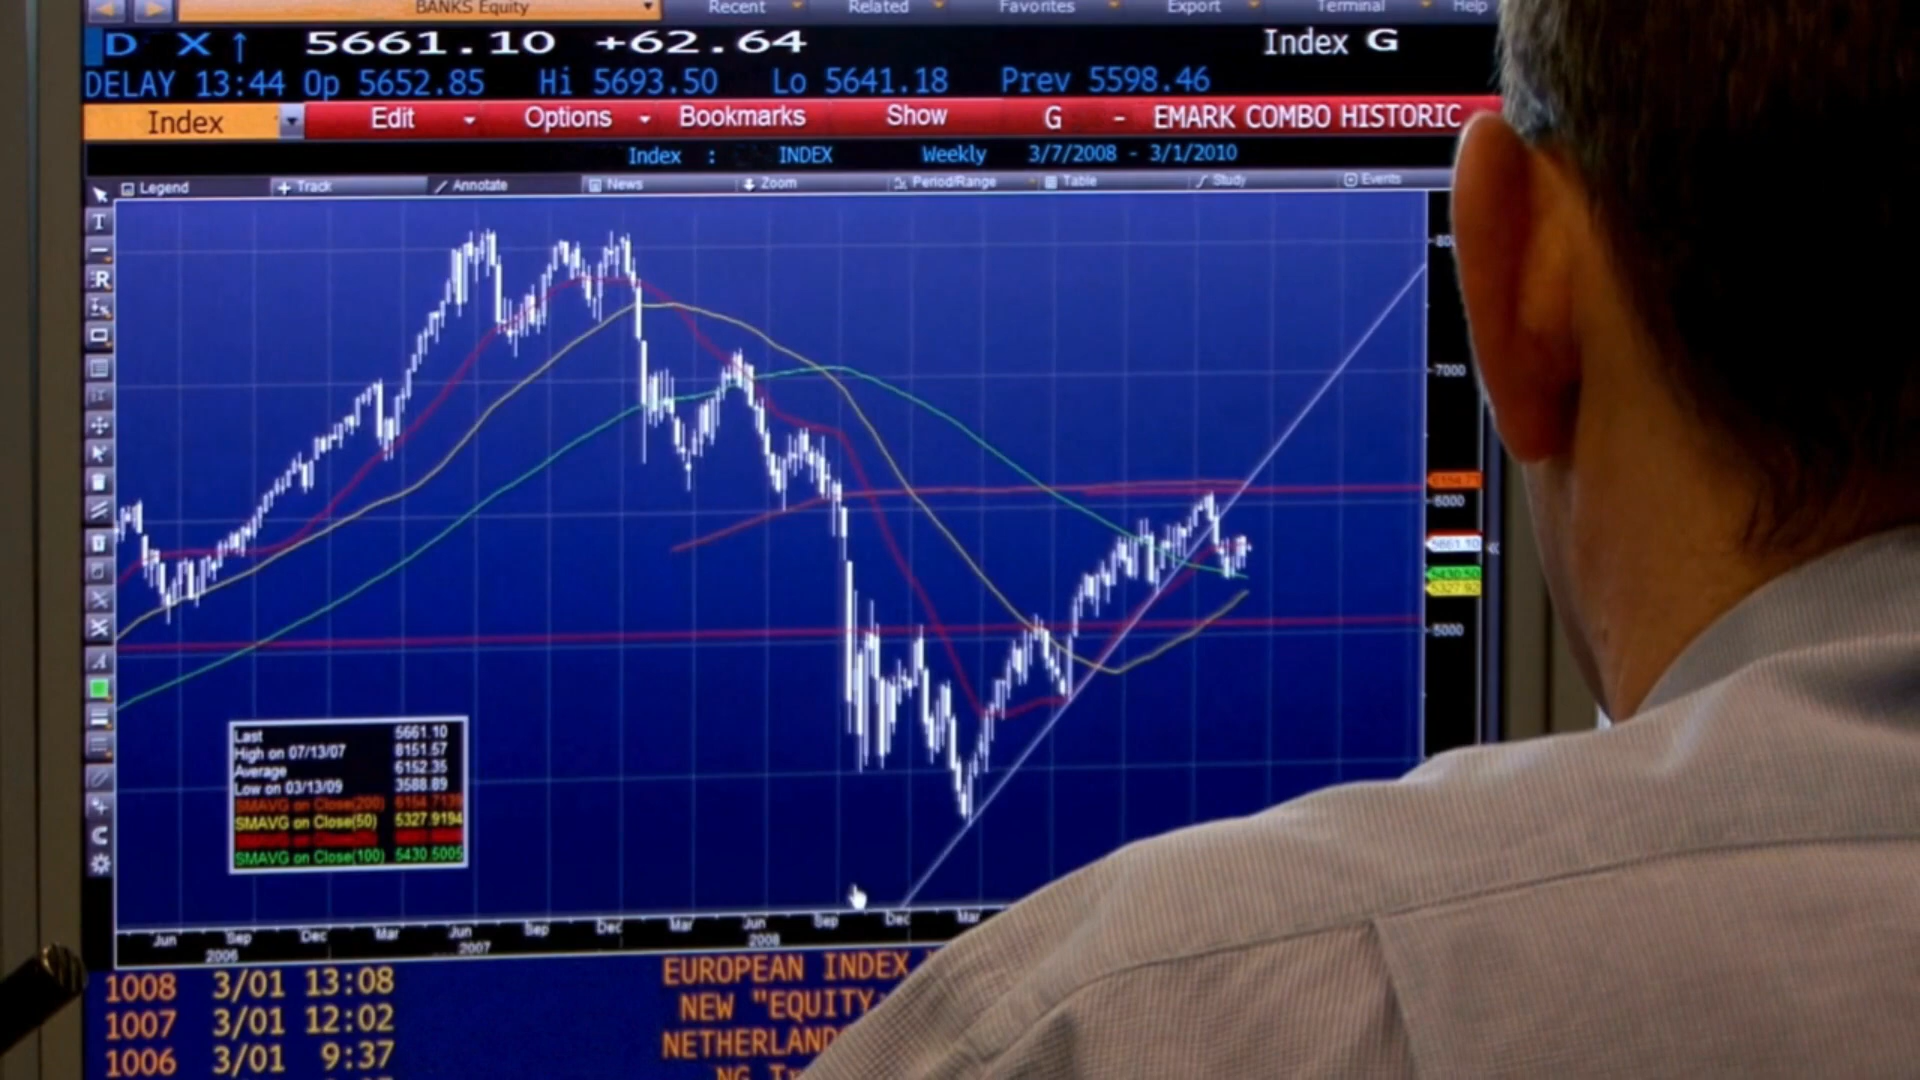 BANKS Equity Recent Related Favorites Export Terminal Help
D X ↑ 5661.10 +62.64 Index G
DELAY 13:44 Op 5652.85 Hi 5693.50 Lo 5641.18 Prev 5598.46
Index Edit Options Bookmarks Show G - EMARK COMBO HISTORIC
Index : INDEX Weekly 3/7/2008 - 3/1/2010
Legend Track Annotate News Zoom Period/Range Table Study Events
T
R
7000
6000
5661.10
5430.50
5327.92
5000
Last 5661.10
High on 07/13/07 8151.57
Average 6152.35
Low on 03/13/09 3588.89
SMAVG on Close(200) 6154.7139
SMAVG on Close(50) 5327.9194
SMAVG on Close(100) 5430.5005
Jun Sep Dec Mar Jun Sep Dec Mar Jun Sep Dec Mar
2006 2007 2008
1008 3/01 13:08 EUROPEAN INDEX
1007 3/01 12:02 NEW "EQUITY
1006 3/01 9:37 NETHERLAND